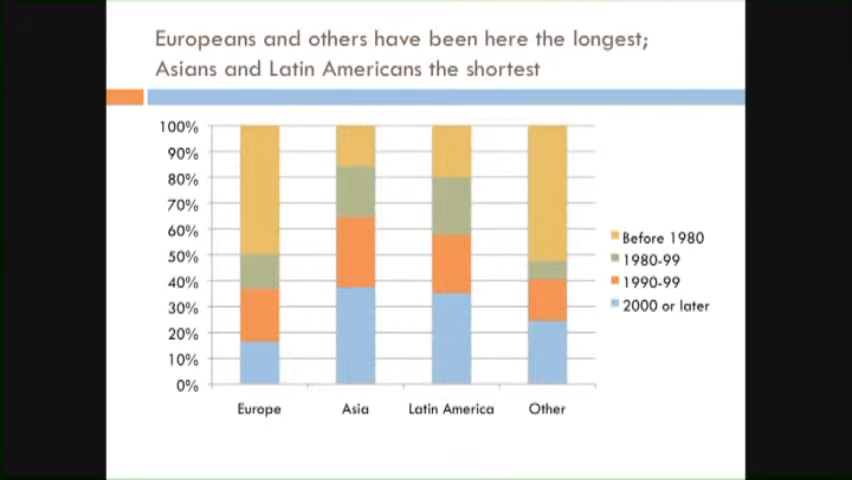 Europeans and others have been here the longest;
Asians and Latin Americans the shortest
100%
90%
80%
70%
60%
50%
40%
30%
20%
10%
0%
Europe
Asia
Latin America
Other
Before 1980
1980-99
1990-99
2000 or later